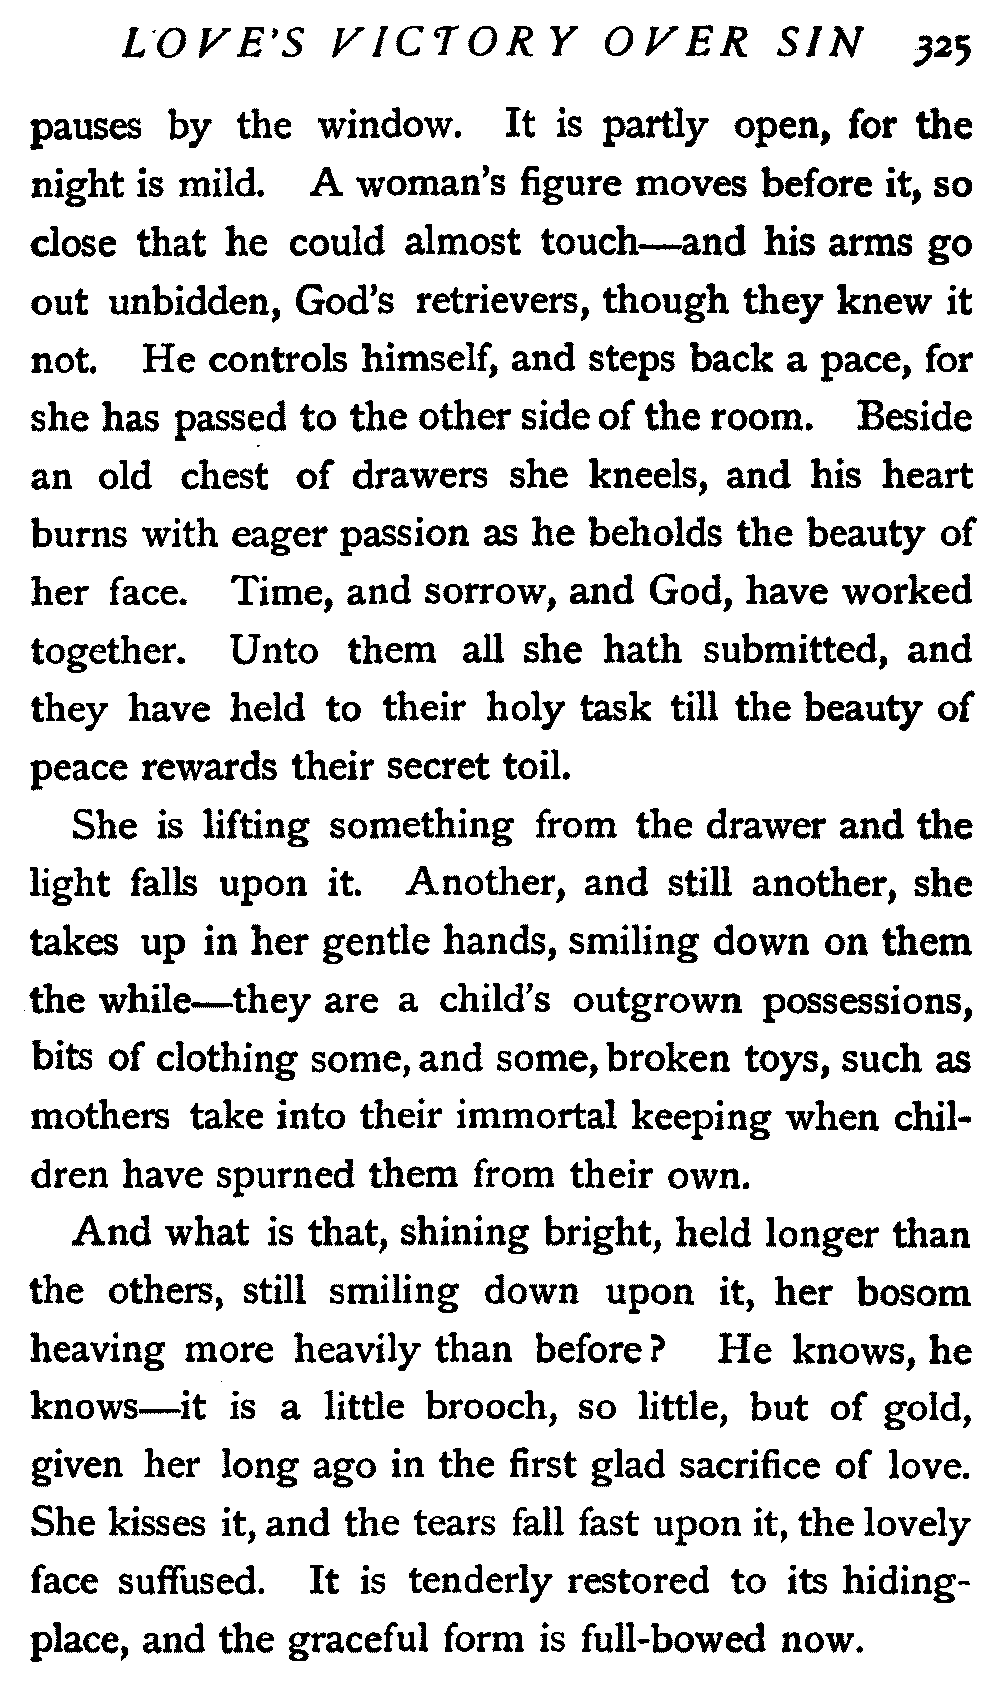 LOVE'S VICTORY OVER SIN 325
pauses by the window. It is partly open, for the
night is mild. A woman's figure moves before it, so
close that he could almost touch—and his arms go
out unbidden, God's retrievers, though they knew it
not. He controls himself, and steps back a pace, for
she has passed to the other side of the room. Beside
an old chest of drawers she kneels, and his heart
burns with eager passion as he beholds the beauty of
her face. Time, and sorrow, and God, have worked
together. Unto them all she hath submitted, and
they have held to their holy task till the beauty of
peace rewards their secret toil.
She is lifting something from the drawer and the
light falls upon it. Another, and still another, she
takes up in her gentle hands, smiling down on them
the while—they are a child's outgrown possessions,
bits of clothing some, and some, broken toys, such as
mothers take into their immortal keeping when chil-
dren have spurned them from their own.
And what is that, shining bright, held longer than
the others, still smiling down upon it, her bosom
heaving more heavily than before? He knows, he
knows—it is a little brooch, so little, but of gold,
given her long ago in the first glad sacrifice of love.
She kisses it, and the tears fall fast upon it, the lovely
face suffused. It is tenderly restored to its hiding-
place, and the graceful form is full-bowed now.